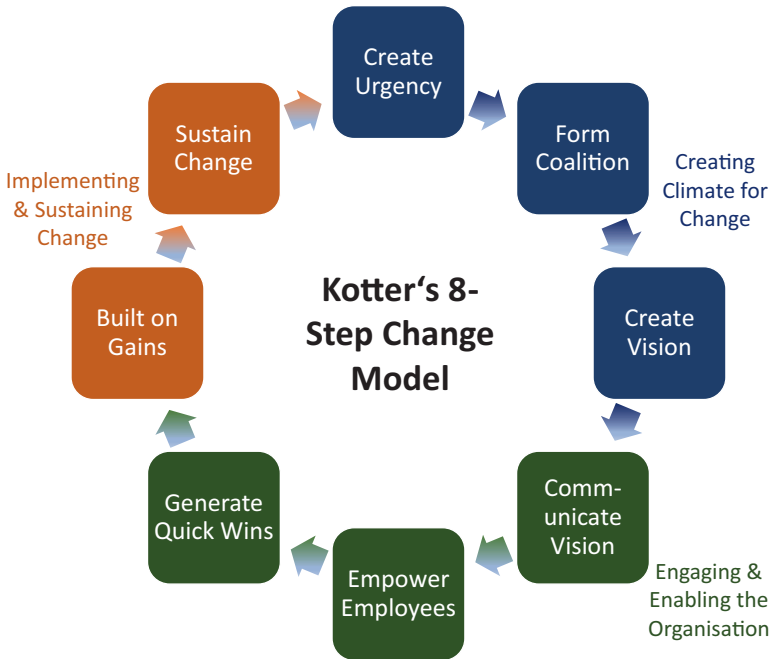 Create
Urgency
Form
Coalition
Creating
Climate for
Change
Create
Vision
Comm-
unicate
Vision
Engaging &
Enabling the
Organisation
Empower
Employees
Generate
Quick Wins
Built on
Gains
Implementing
& Sustaining
Change
Sustain
Change
Kotter‘s 8-
Step Change
Model